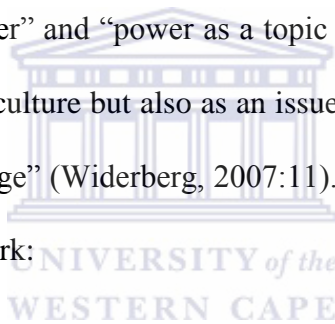 er” and “power as a topic
culture but also as an issue
ge” (Widerberg, 2007:11).
rk:
UNIVERSITY of the
WESTERN CAPE